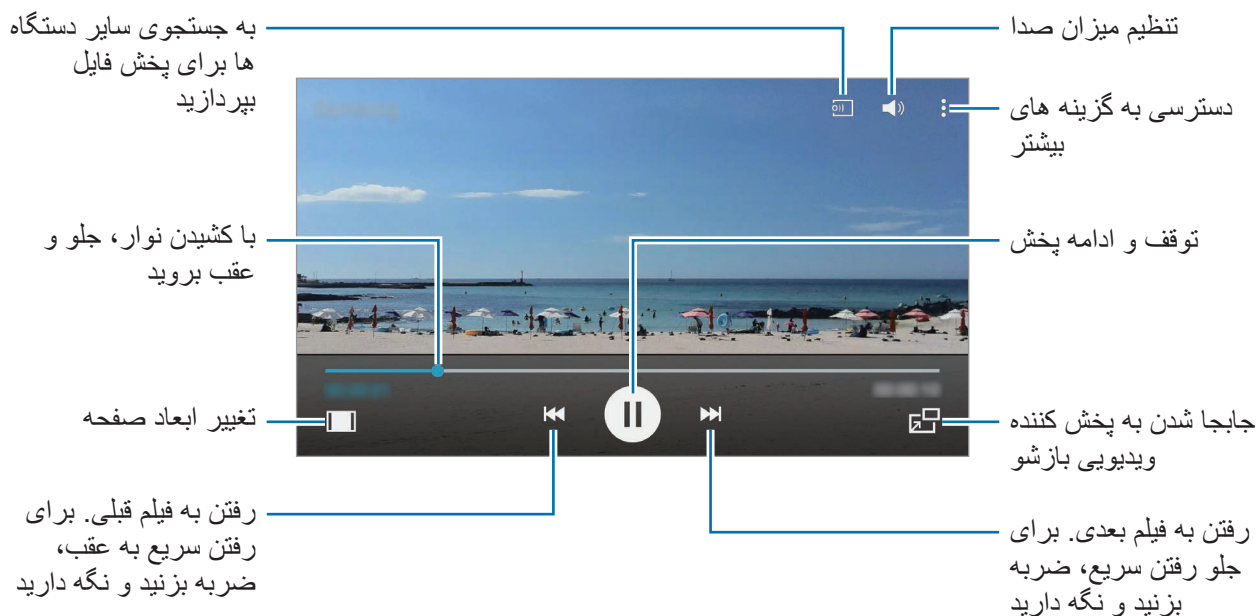 به جستجوی سایر دستگاه
ها برای پخش فایل
بپردازید
تنظیم میزان صدا
دسترسی به گزینه های
بیشتر
با کشیدن نوار، جلو و
عقب بروید
توقف و ادامه پخش
تغییر ابعاد صفحه
جابجا شدن به پخش کننده
ویدیویی بازشو
رفتن به فیلم قبلی. برای
رفتن سریع به عقب،
ضربه بزنید و نگه دارید
رفتن به فیلم بعدی. برای
جلو رفتن سریع، ضربه
بزنید و نگه دارید